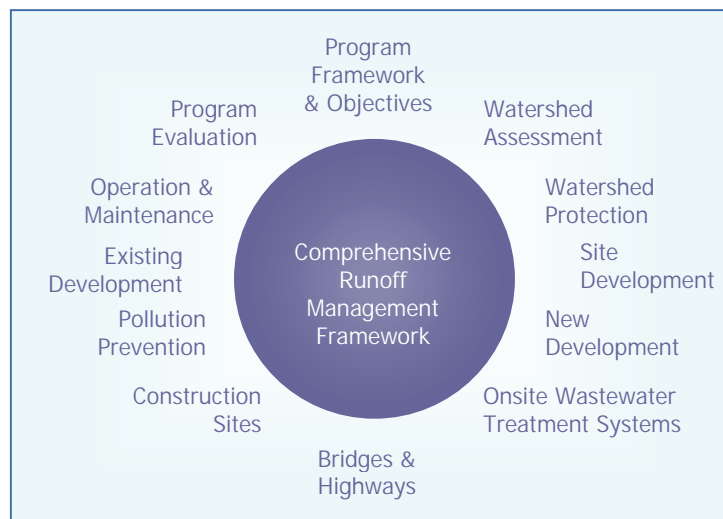 Program
Framework
& Objectives
Watershed
Assessment
Watershed
Protection
Site
Development
New
Development
Onsite Wastewater
Treatment Systems
Bridges &
Highways
Construction
Sites
Pollution
Prevention
Existing
Development
Operation &
Maintenance
Program
Evaluation
Comprehensive
Runoff
Management
Framework